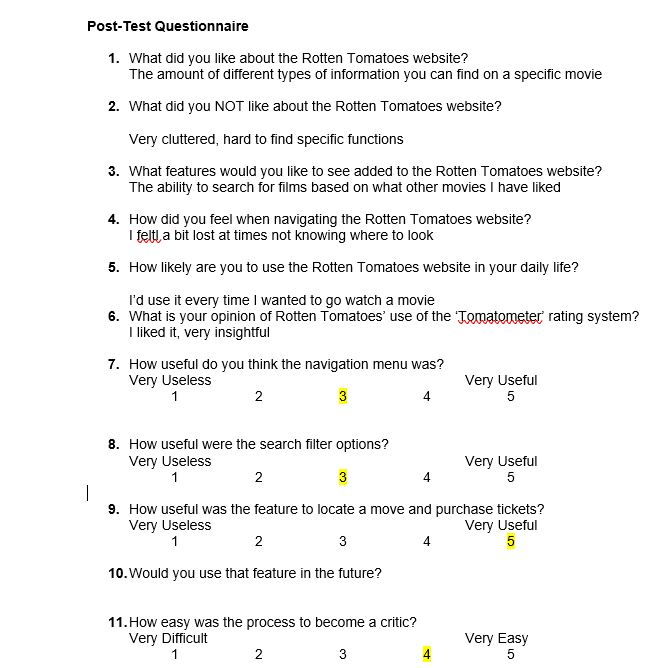 Post-Test Questionnaire
1. What did you like about the Rotten Tomatoes website?
The amount of different types of information you can find on a specific movie
2. What did you NOT like about the Rotten Tomatoes website?
Very cluttered, hard to find specific functions
3. What features would you like to see added to the Rotten Tomatoes website?
The ability to search for films based on what other movies I have liked
4. How did you feel when navigating the Rotten Tomatoes website?
I feltI a bit lost at times not knowing where to look
5. How likely are you to use the Rotten Tomatoes website in your daily life?
I'd use it every time I wanted to go watch a movie
6. What is your opinion of Rotten Tomatoes' use of the 'Tomatometer' rating system?
I liked it, very insightful
7. How useful do you think the navigation menu was?
Very Useless Very Useful
1 2 3 4 5
8. How useful were the search filter options?
Very Useless Very Useful
1 2 3 4 5
9. How useful was the feature to locate a move and purchase tickets?
Very Useless Very Useful
1 2 3 4 5
10. Would you use that feature in the future?
11. How easy was the process to become a critic?
Very Difficult Very Easy
1 2 3 4 5